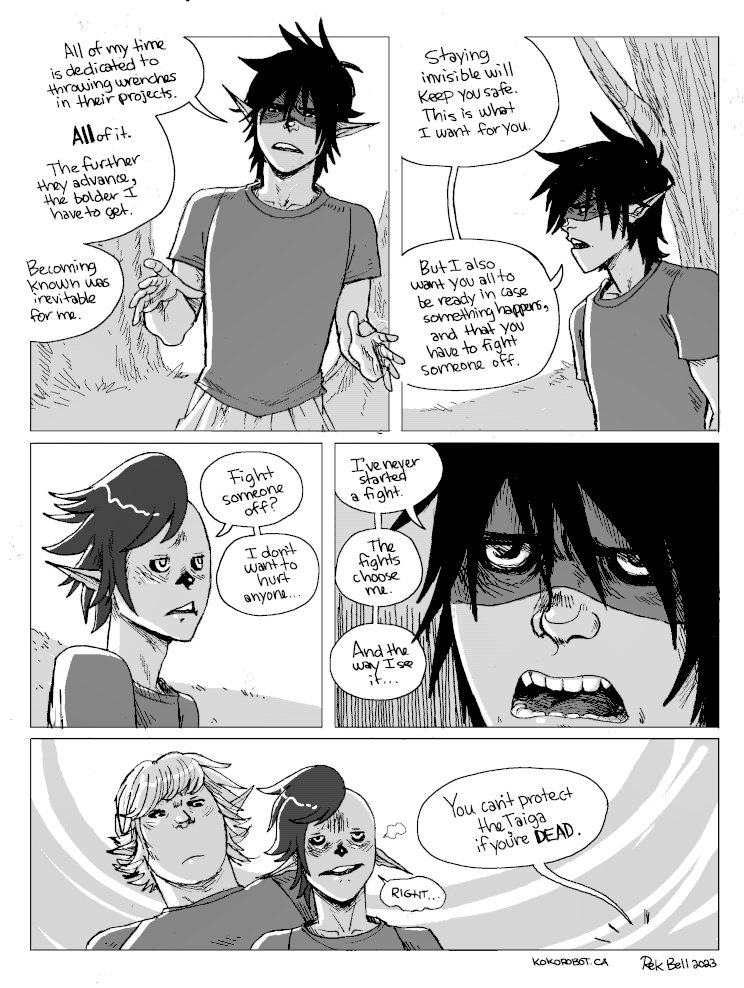 All of my time
is dedicated to
throwing wrenches
in their projects.
All of it.
The further
they advance,
the bolder I
have to get.
Becoming
known was
inevitable
for me.
Staying
invisible will
keep you safe.
This is what
I want for you.
But I also
want you all to
be ready in case
something happens,
and that you
have to fight
someone off.
Fight
someone
off?
I don't
want to
hurt
anyone...
I've never
started
a fight.
The
fights
choose
me.
And the
way I see
it...
You can't protect
the Taiga
if you're DEAD.
RIGHT...
KOKOROBOT.CA
Rek Bell 2023